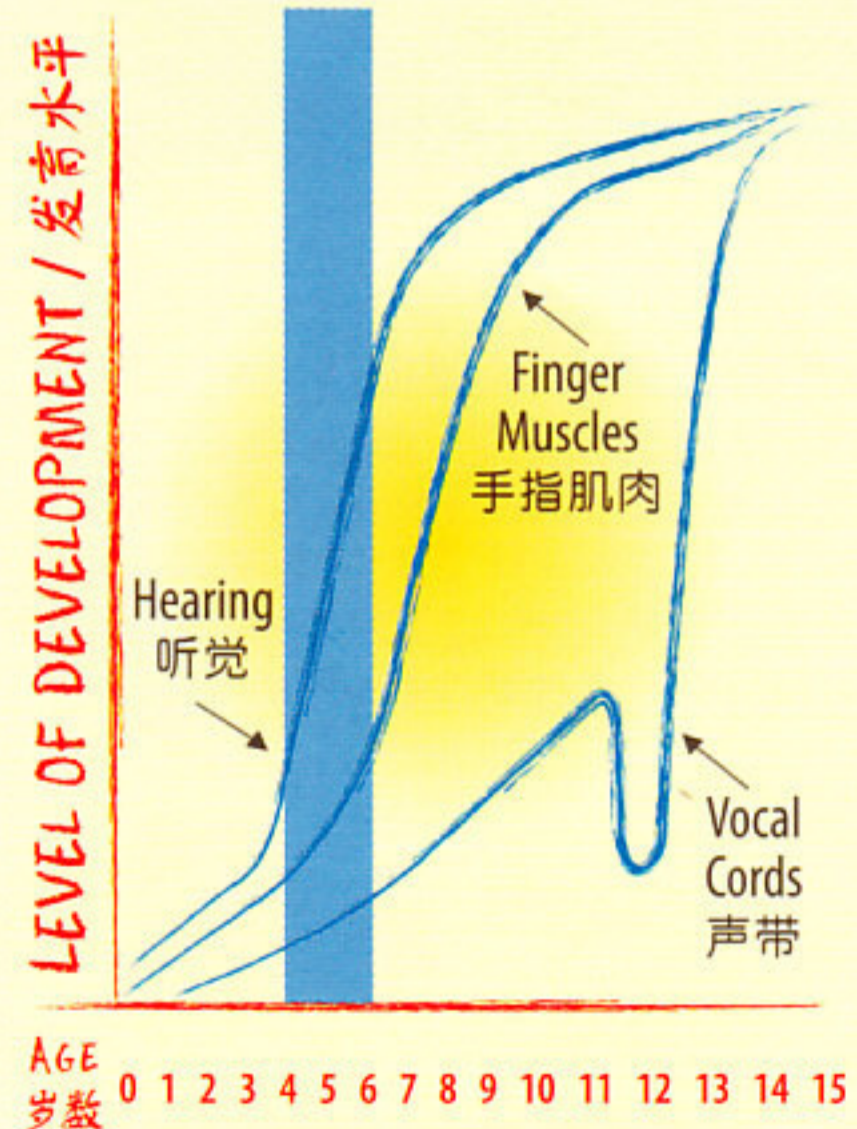 LEVEL OF DEVELOPMENT / 发育水平
Hearing
听觉
Finger
Muscles
手指肌肉
Vocal
Cords
声带
AGE
岁数
0 1 2 3 4 5 6 7 8 9 10 11 12 13 14 15